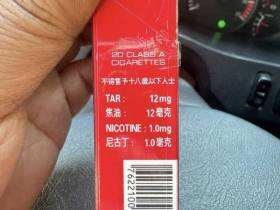 20 CLASS A
CIGARETTES
不得售予十八歲以下人士
TAR : 12mg
焦油 : 12毫克
NICOTINE : 1.0mg
尼古丁 : 1.0毫克
7622100